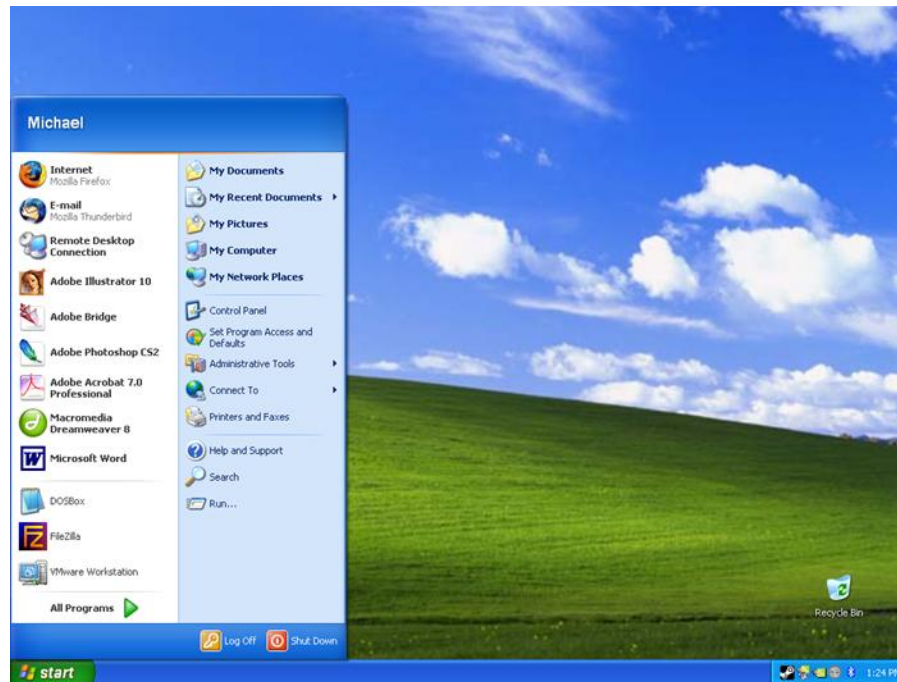 Michael
Internet
Mozilla Firefox
E-mail
Mozilla Thunderbird
Remote Desktop
Connection
Adobe Illustrator 10
Adobe Bridge
Adobe Photoshop CS2
Adobe Acrobat 7.0
Professional
Macromedia
Dreamweaver 8
Microsoft Word
DOSBox
FileZilla
VMware Workstation
All Programs
My Documents
My Recent Documents
My Pictures
My Computer
My Network Places
Control Panel
Set Program Access and
Defaults
Administrative Tools
Connect To
Printers and Faxes
Help and Support
Search
Run...
Log Off
Shut Down
Recycle Bin
start
1:24 PM